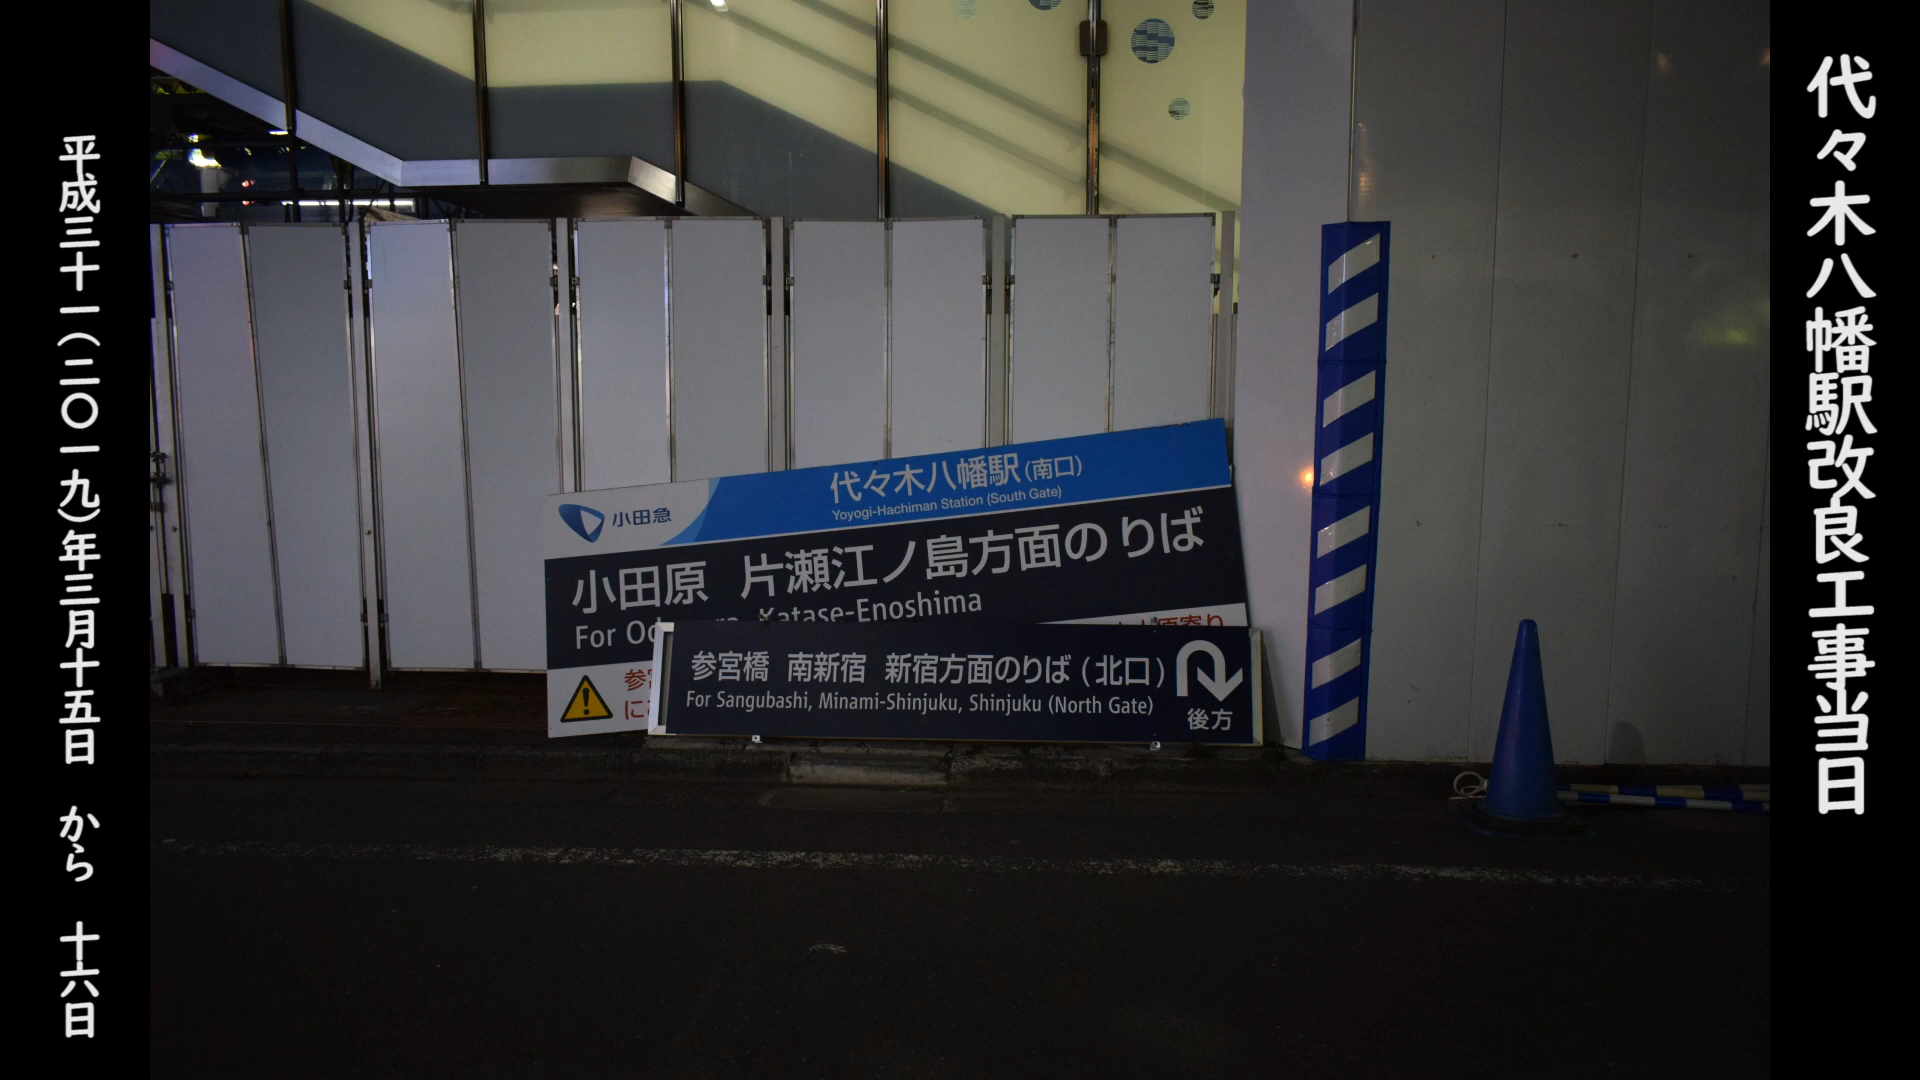 代々木八幡駅改良工事当日
代々木八幡駅(南口)
Yoyogi-Hachiman Station (South Gate)
小田急
小田原 片瀬江ノ島方面のりば
For Katase-Enoshima
参宮橋 南新宿 新宿方面のりば(北口)
For Sangubashi, Minami-Shinjuku, Shinjuku (North Gate)
後方
平成三十一(二〇一九)年三月十五日 から 十六日